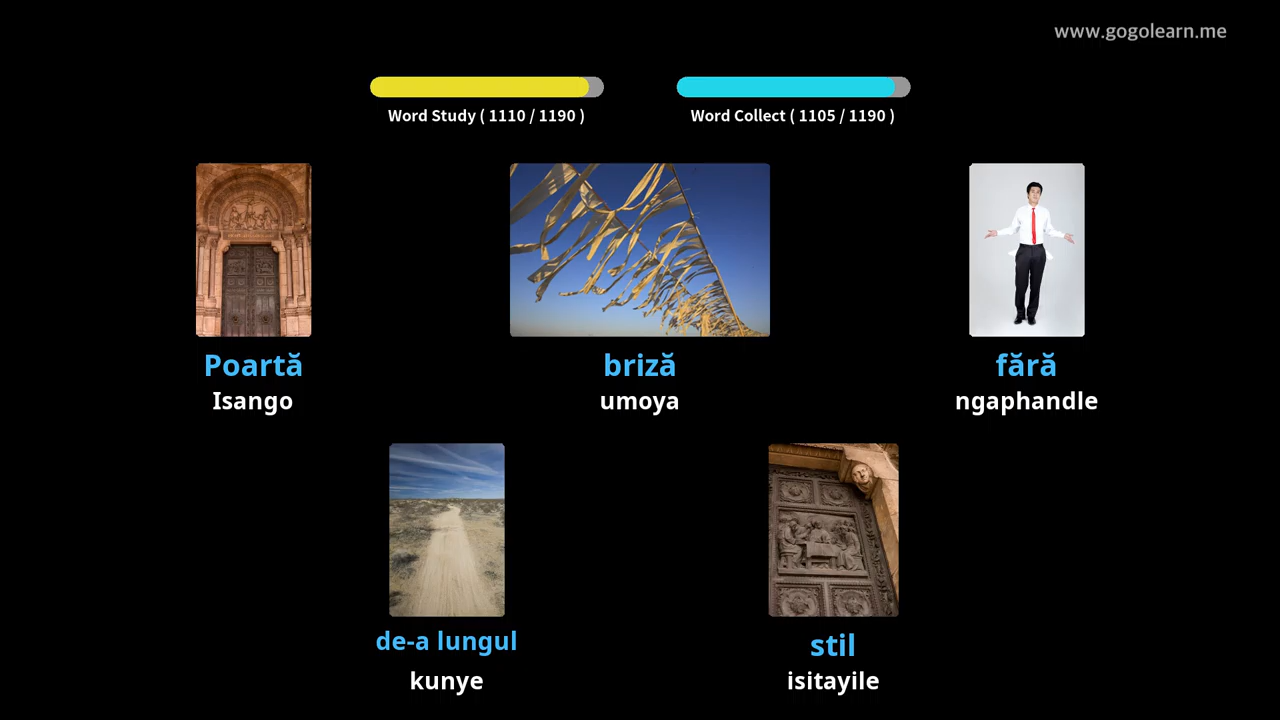 www.gogolearn.me
Word Study ( 1110 / 1190 )
Word Collect ( 1105 / 1190 )
Poartă
Isango
briză
umoya
fără
ngaphandle
de-a lungul
kunye
stil
isitayile